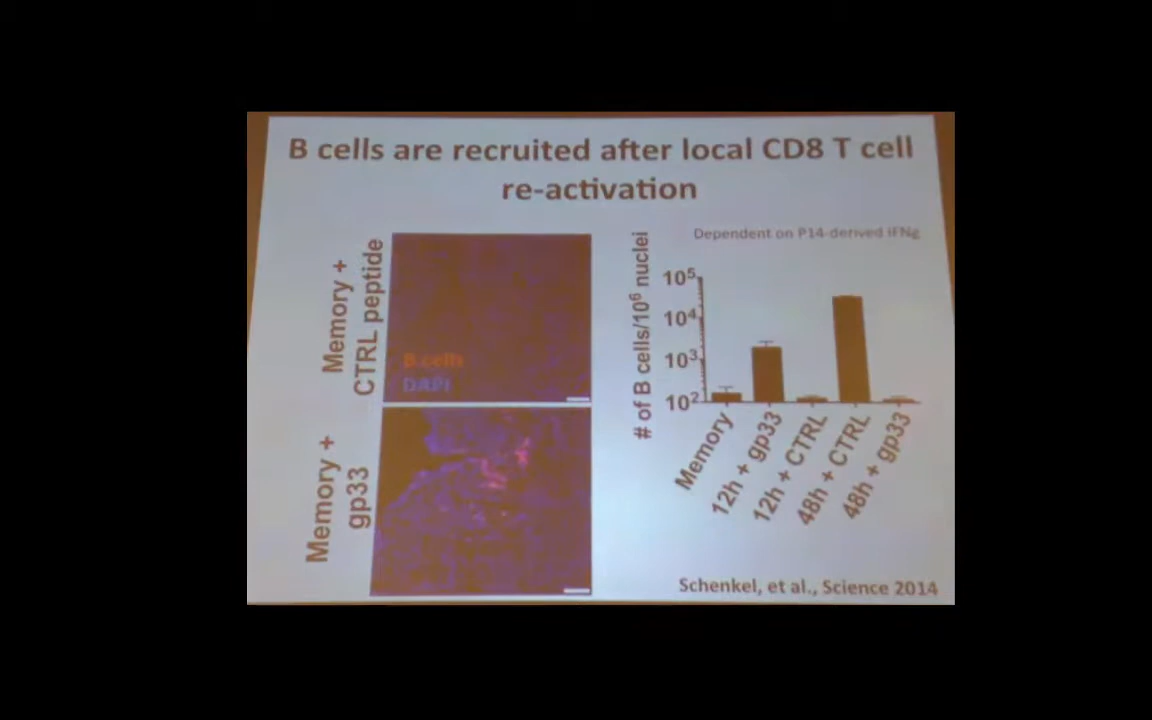 B cells are recruited after local CD8 T cell
re-activation
Memory +
CTRL peptide
B cells
DAPI
Memory +
gp33
Dependent on P14-derived IFNg
# of B cells/10⁶ nuclei
10⁵
10⁴
10³
10²
Memory
12h + gp33
12h + CTRL
48h + CTRL
48h + gp33
Schenkel, et al., Science 2014